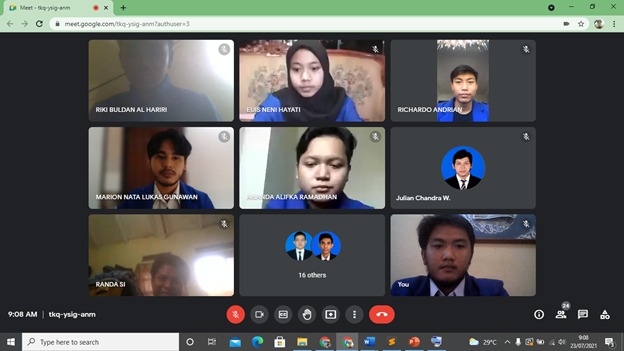 Meet - tkq-ysig-anm
meet.google.com/tkq-ysig-anm?authuser=3
RIKI BULDAN AL HARIRI
EUIS NENI HAYATI
RICHARDO ANDRIAN
MARION NATA LUKAS GUNAWAN
ALIFKA RAMADHAN
Julian Chandra W.
RANDA SI
16 others
You
9:08 AM | tkq-ysig-anm
24
Type here to search
29°C
9:08
23/07/2021